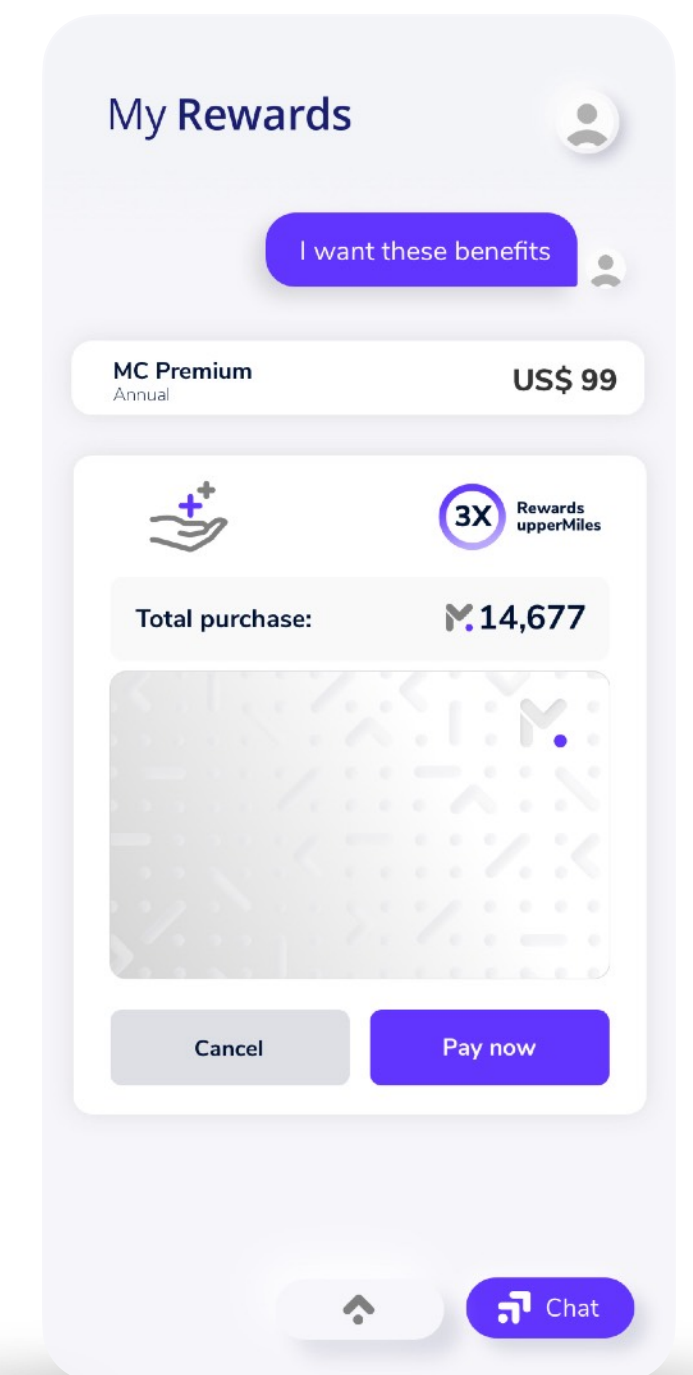 My Rewards
I want these benefits
MC Premium
US$ 99
Annual
3X
Rewards
upperMiles
Total purchase:
14,677
Cancel
Pay now
Chat